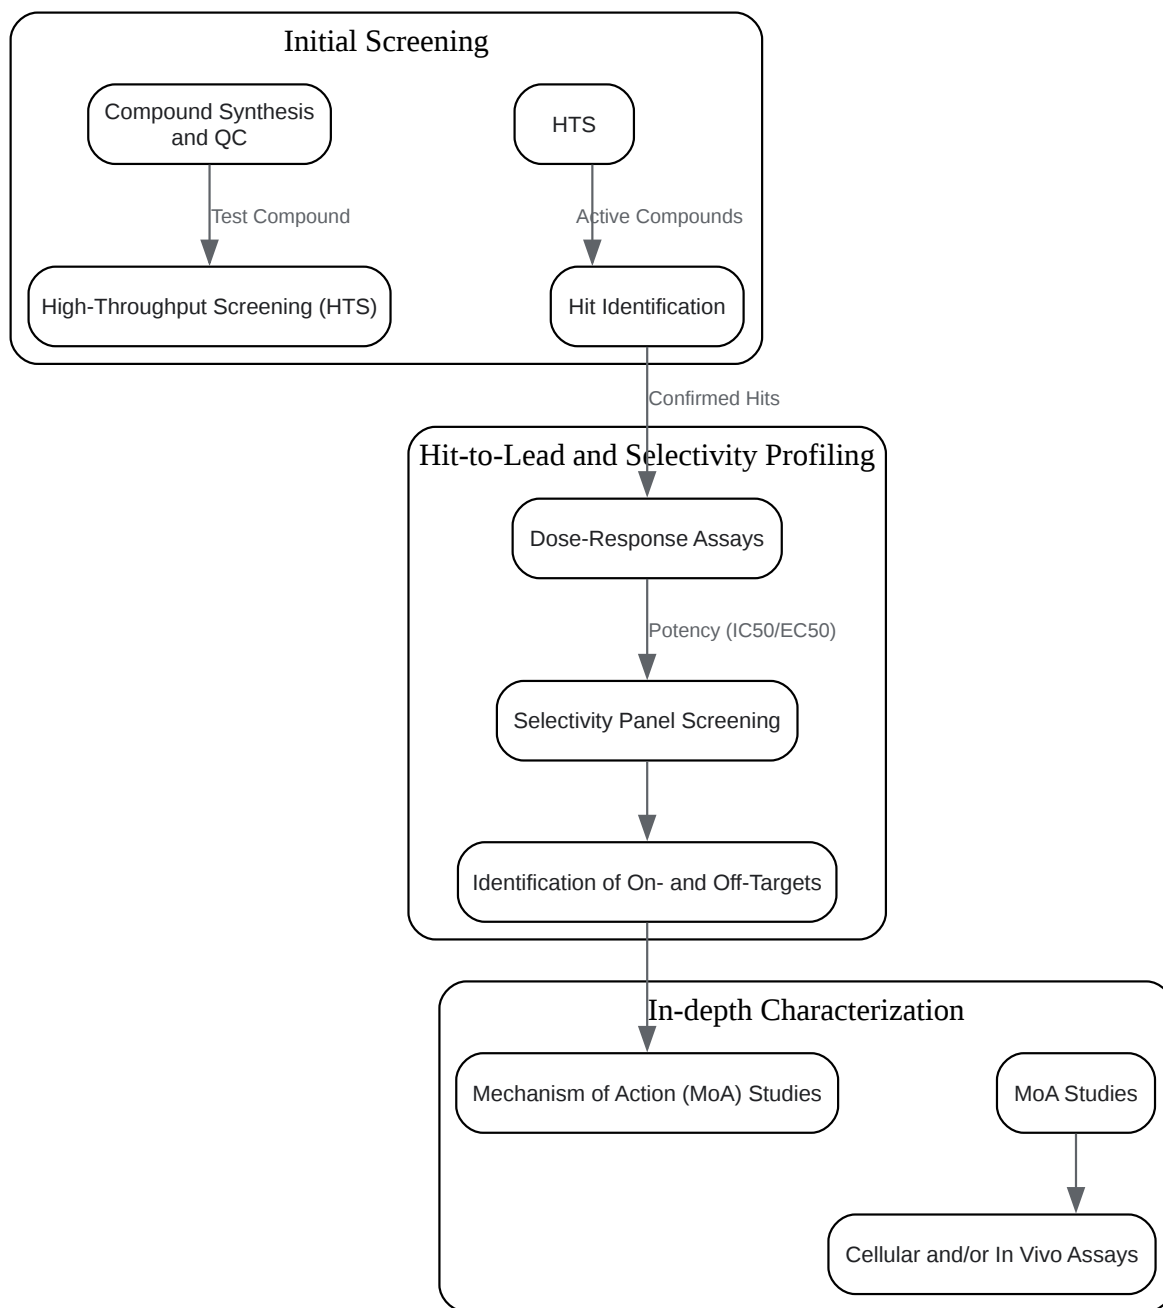 Initial Screening
Compound Synthesis
and QC
HTS
Test Compound
Active Compounds
High-Throughput Screening (HTS)
Hit Identification
Confirmed Hits
Hit-to-Lead and Selectivity Profiling
Dose-Response Assays
Potency (IC50/EC50)
Selectivity Panel Screening
Identification of On- and Off-Targets
In-depth Characterization
Mechanism of Action (MoA) Studies
MoA Studies
Cellular and/or In Vivo Assays